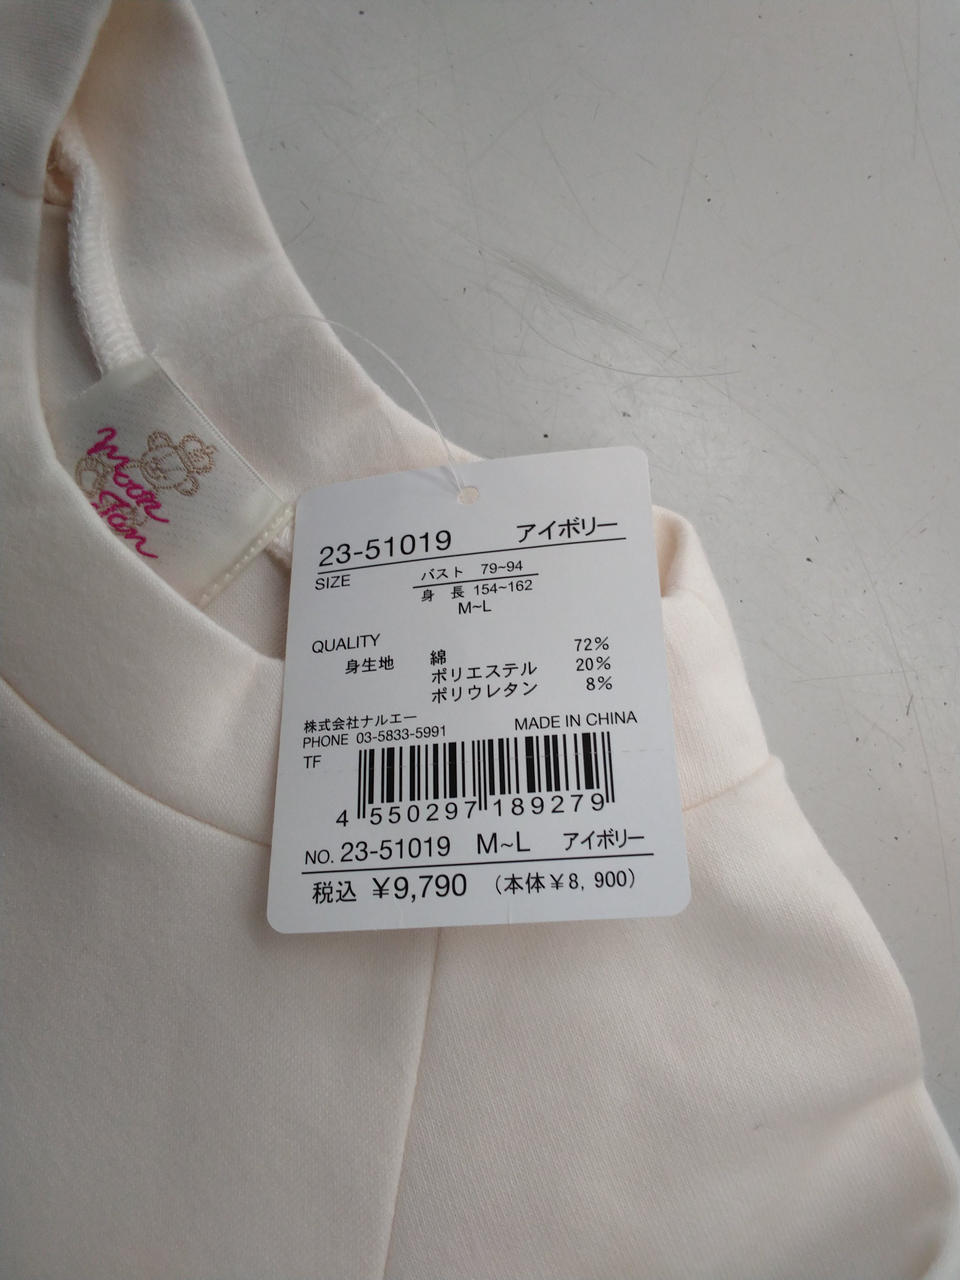 Moon
23-51019 アイボリー
SIZE バスト 79~94
身 長 154~162
M~L
QUALITY
身生地 綿 72%
ポリエステル 20%
ポリウレタン 8%
株式会社ナルエー
PHONE 03-5833-5991 MADE IN CHINA
TF
4 550297 189279
NO. 23-51019 M~L アイボリー
税込 ¥9,790 (本体¥8,900)